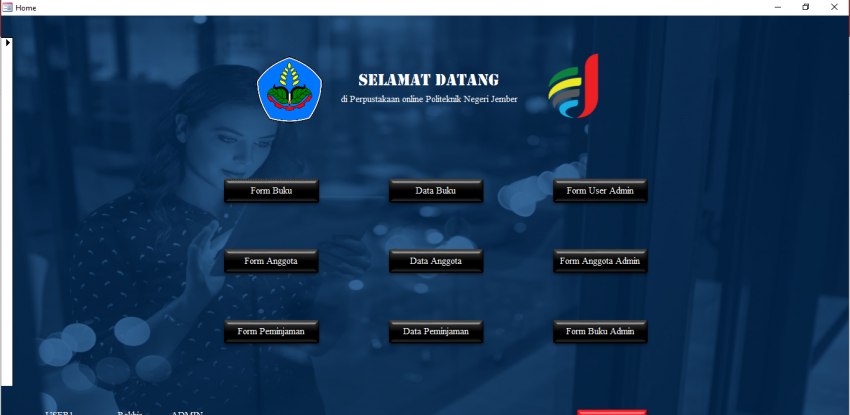 Home
SELAMAT DATANG
di Perpustakaan online Politeknik Negeri Jember
Form Buku
Data Buku
Form User Admin
Form Anggota
Data Anggota
Form Anggota Admin
Form Peminjaman
Data Peminjaman
Form Buku Admin
USER1
ADMIN